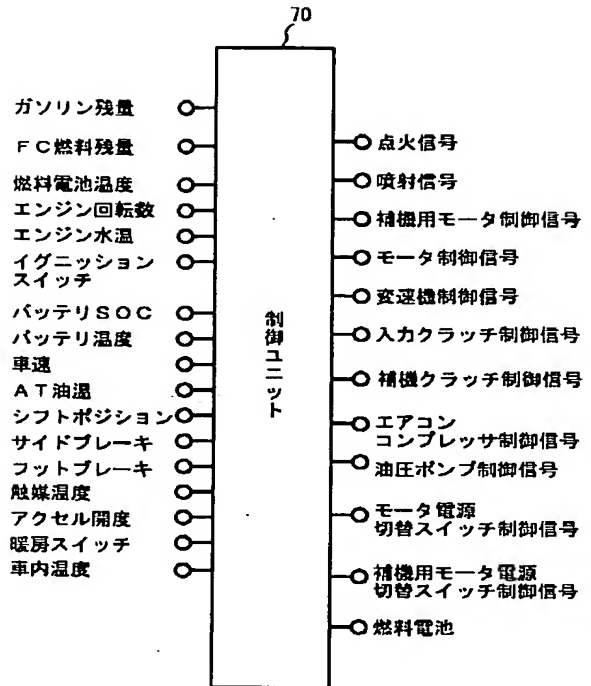 70
ガソリン残量
FC燃料残量
燃料電池温度
エンジン回転数
エンジン水温
イグニッション
スイッチ
バッテリSOC
バッテリ温度
車速
AT油温
シフトポジション
サイドブレーキ
フットブレーキ
触媒温度
アクセル開度
暖房スイッチ
車内温度
制御ユニット
点火信号
噴射信号
補機用モータ制御信号
モータ制御信号
変速機制御信号
入力クラッチ制御信号
補機クラッチ制御信号
エアコン
コンプレッサ制御信号
油圧ポンプ制御信号
モータ電源
切替スイッチ制御信号
補機用モータ電源
切替スイッチ制御信号
燃料電池